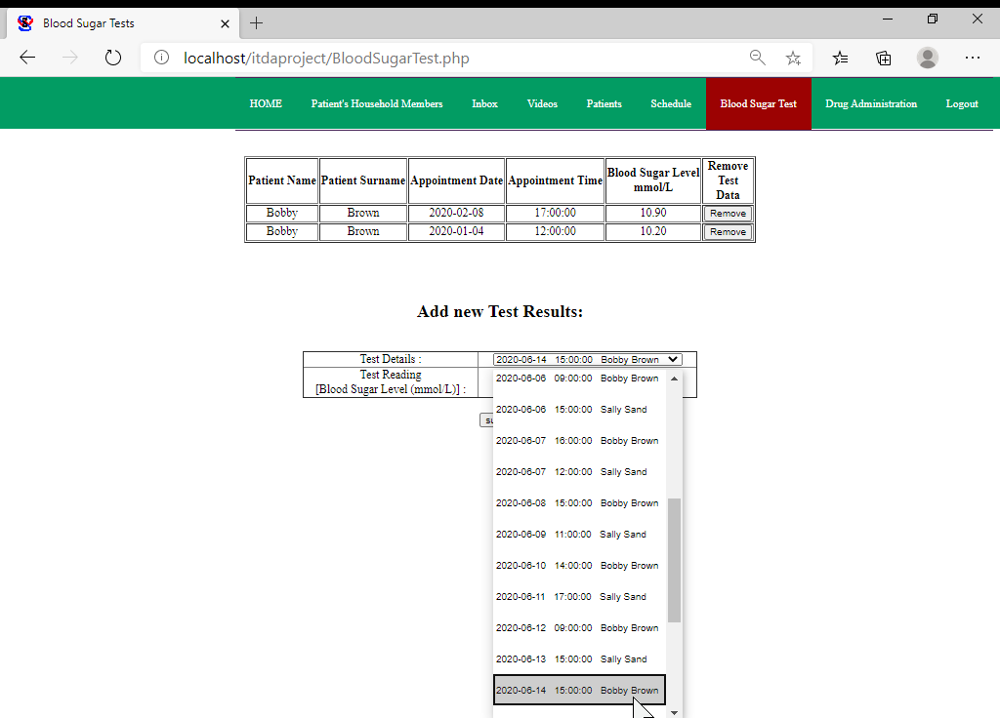 Blood Sugar Tests
localhost/itdaproject/BloodSugarTest.php
HOME Patient's Household Members Inbox Videos Patients Schedule Blood Sugar Test Drug Administration Logout
Patient Name Patient Surname Appointment Date Appointment Time Blood Sugar Level mmol/L Remove Test Data
Bobby Brown 2020-02-08 17:00:00 10.90 Remove
Bobby Brown 2020-01-04 12:00:00 10.20 Remove
Add new Test Results:
Test Details : 2020-06-14 15:00:00 Bobby Brown
Test Reading
[Blood Sugar Level (mmol/L)] :
2020-06-06 09:00:00 Bobby Brown
2020-06-06 15:00:00 Sally Sand
2020-06-07 16:00:00 Bobby Brown
2020-06-07 12:00:00 Sally Sand
2020-06-08 15:00:00 Bobby Brown
2020-06-09 11:00:00 Sally Sand
2020-06-10 14:00:00 Bobby Brown
2020-06-11 17:00:00 Sally Sand
2020-06-12 09:00:00 Bobby Brown
2020-06-13 15:00:00 Sally Sand
2020-06-14 15:00:00 Bobby Brown